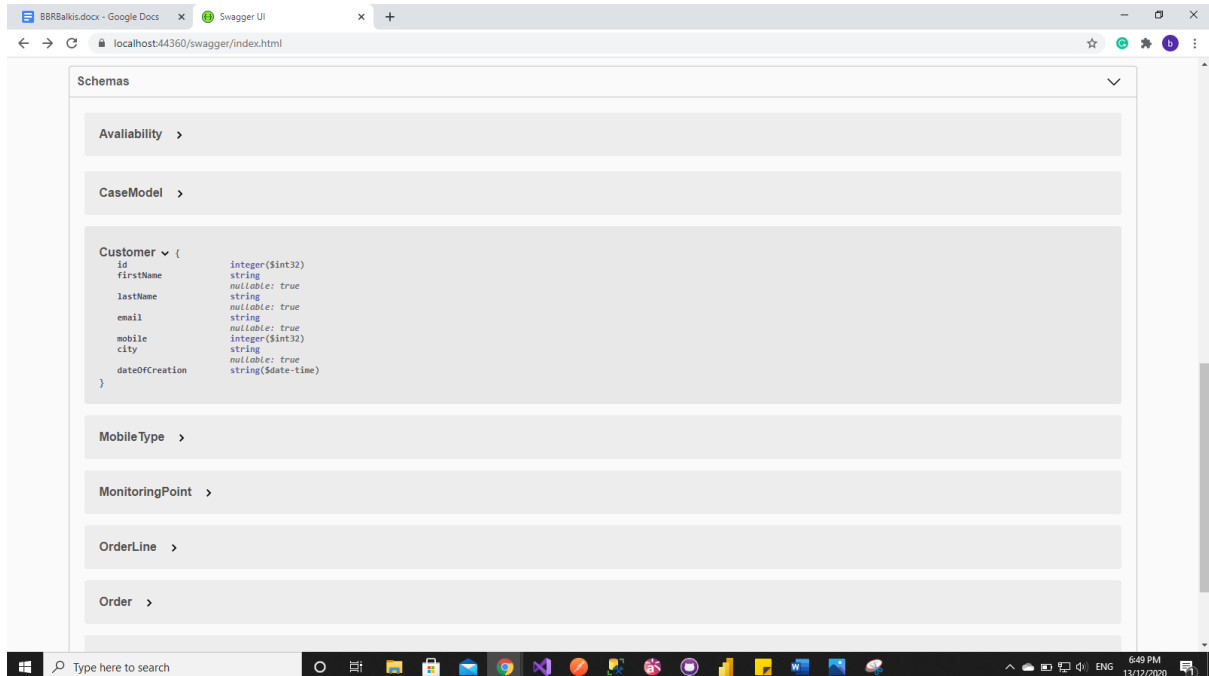 BBRBalkis.docx - Google Docs
Swagger UI
localhost:44360/swagger/index.html
b
Schemas
Avaliability
CaseModel
Customer {
id integer($int32)
firstName string
nullable: true
lastName string
nullable: true
email string
nullable: true
mobile integer($int32)
city string
nullable: true
dateOfCreation string($date-time)
}
MobileType
MonitoringPoint
OrderLine
Order
Type here to search
ENG
6:49 PM
13/12/2020